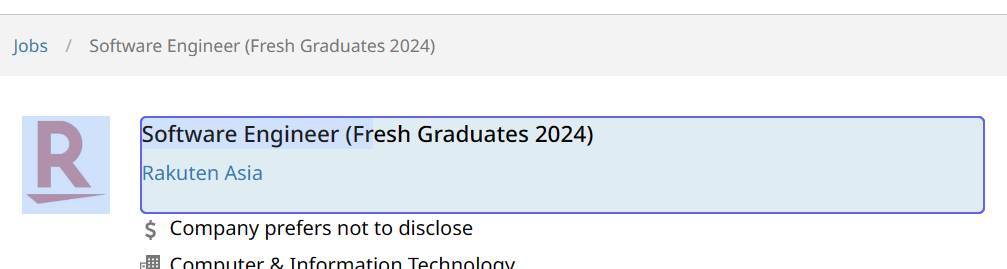 Jobs / Software Engineer (Fresh Graduates 2024)
R
Software Engineer (Fresh Graduates 2024)
Rakuten Asia
$ Company prefers not to disclose
Computer & Information Technology